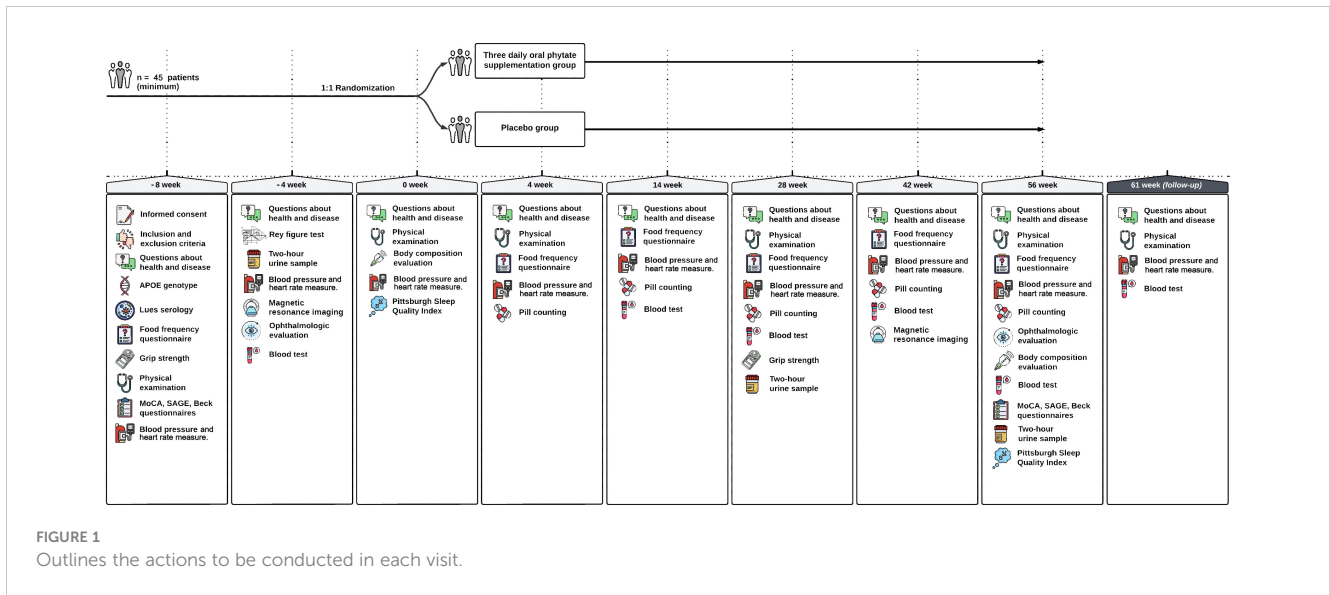 n = 45 patients
(minimum)
1:1 Randomization
Three daily oral phytate
supplementation group
Placebo group
- 8 week
Informed consent
Inclusion and
exclusion criteria
Questions about
health and disease
APOE genotype
Lues serology
Food frequency
questionnaire
Grip strength
Physical
examination
MoCA, SAGE, Beck
questionnaires
Blood pressure and
heart rate measure.
- 4 week
Questions about
health and disease
Rey figure test
Two-hour
urine sample
Blood pressure and
heart rate measure.
Magnetic
resonance imaging
Ophthalmologic
evaluation
Blood test
0 week
Questions about
health and disease
Physical
examination
Body composition
evaluation
Blood pressure and
heart rate measure.
Pittsburgh Sleep
Quality Index
4 week
Questions about
health and disease
Physical
examination
Food frequency
questionnaire
Blood pressure and
heart rate measure.
Pill counting
14 week
Questions about
health and disease
Food frequency
questionnaire
Blood pressure and
heart rate measure.
Pill counting
Blood test
28 week
Questions about
health and disease
Physical
examination
Food frequency
questionnaire
Blood pressure and
heart rate measure.
Pill counting
Blood test
Grip strength
Two-hour
urine sample
42 week
Questions about
health and disease
Food frequency
questionnaire
Blood pressure and
heart rate measure.
Pill counting
Blood test
Magnetic
resonance imaging
56 week
Questions about
health and disease
Physical
examination
Food frequency
questionnaire
Blood pressure and
heart rate measure.
Pill counting
Ophthalmologic
evaluation
Body composition
evaluation
Blood test
MoCA, SAGE, Beck
questionnaires
Two-hour
urine sample
Pittsburgh Sleep
Quality Index
61 week (follow-up)
Questions about
health and disease
Physical
examination
Blood pressure and
heart rate measure.
Blood test
FIGURE 1
Outlines the actions to be conducted in each visit.